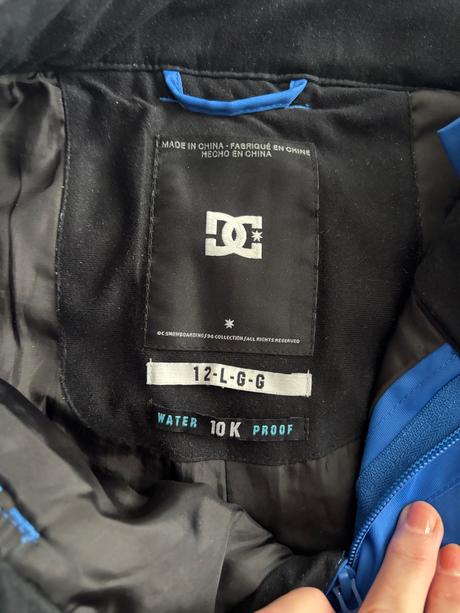 MADE IN CHINA - FABRIQUÉ EN CHINE
HECHO EN CHINA
DC
DC SNOWBOARDING / DC COLLECTION / ALL RIGHTS RESERVED
12-L-G-G
WATER 10K PROOF